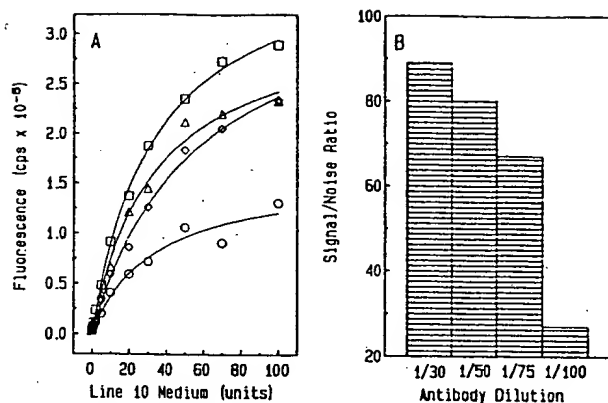 A
3.0
2.5
2.0
1.5
1.0
0.5
0.0
Fluorescence (cps x 10⁻⁵)
0 20 40 60 80 100
Line 10 Medium (units)
B
100
80
60
40
20
Signal/Noise Ratio
1/30 1/50 1/75 1/100
Antibody Dilution